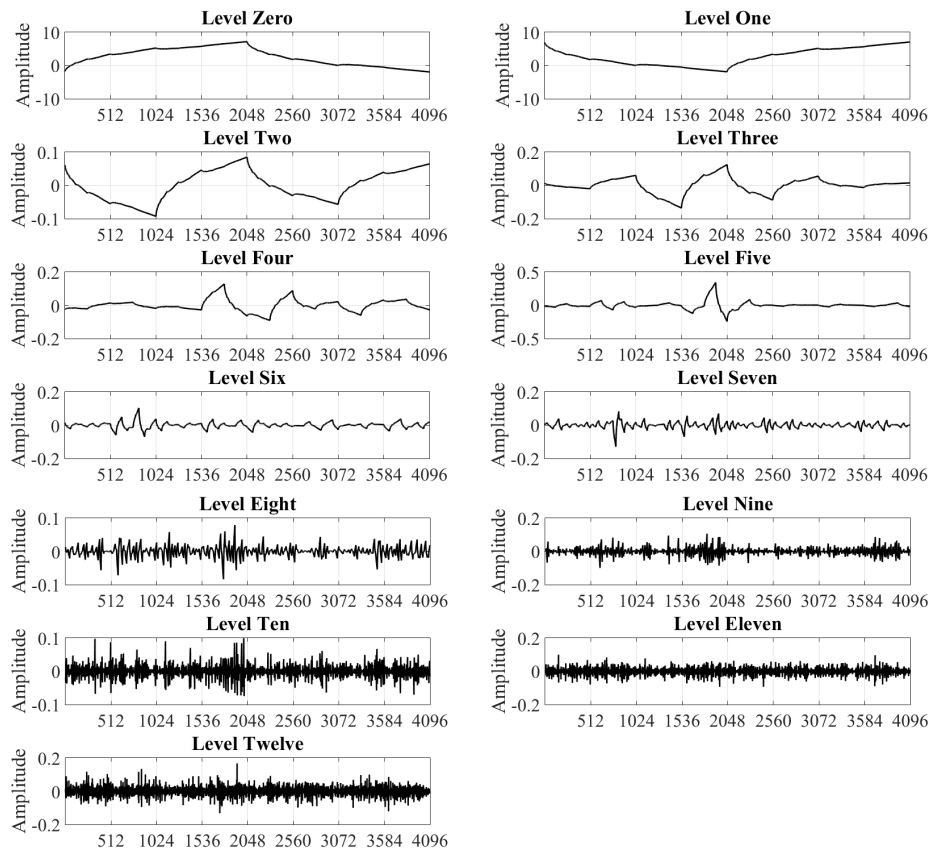 Level Zero
Amplitude
10
0
-10
512 1024 1536 2048 2560 3072 3584 4096
Level One
Amplitude
10
0
-10
512 1024 1536 2048 2560 3072 3584 4096
Level Two
Amplitude
0.1
0
-0.1
512 1024 1536 2048 2560 3072 3584 4096
Level Three
Amplitude
0.2
0
-0.2
512 1024 1536 2048 2560 3072 3584 4096
Level Four
Amplitude
0.2
0
-0.2
512 1024 1536 2048 2560 3072 3584 4096
Level Five
Amplitude
0.5
0
-0.5
512 1024 1536 2048 2560 3072 3584 4096
Level Six
Amplitude
0.2
0
-0.2
512 1024 1536 2048 2560 3072 3584 4096
Level Seven
Amplitude
0.2
0
-0.2
512 1024 1536 2048 2560 3072 3584 4096
Level Eight
Amplitude
0.1
0
-0.1
512 1024 1536 2048 2560 3072 3584 4096
Level Nine
Amplitude
0.2
0
-0.2
512 1024 1536 2048 2560 3072 3584 4096
Level Ten
Amplitude
0.1
0
-0.1
512 1024 1536 2048 2560 3072 3584 4096
Level Eleven
Amplitude
0.2
0
-0.2
512 1024 1536 2048 2560 3072 3584 4096
Level Twelve
Amplitude
0.2
0
-0.2
512 1024 1536 2048 2560 3072 3584 4096